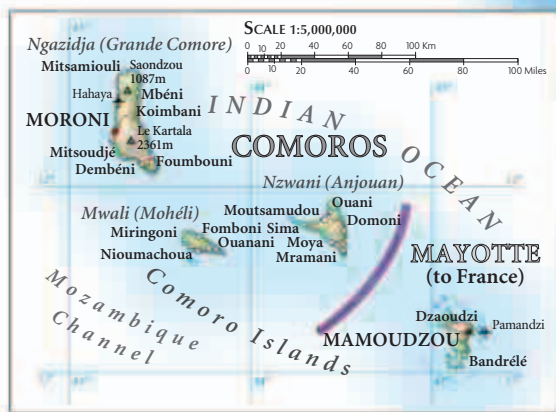 SCALE 1:5,000,000
0 10 20 40 60 80 100 Km
0 10 20 40 60 80 100 Miles
Ngazidja (Grande Comore)
Mitsamiouli
Saondzou
1087m
Hahaya
Mbéni
Koimbani
MORONI
Le Kartala
2361m
Mitsoudjé
Dembéni
Foumbouni
INDIAN OCEAN
COMOROS
Nzwani (Anjouan)
Ouani
Moutsamudou
Domoni
Sima
Moya
Mramani
Mwali (Mohéli)
Fomboni
Miringoni
Ouanani
Nioumachoua
MAYOTTE
(to France)
Mozambique
Channel
Comoro Islands
Dzaoudzi
Pamandzi
MAMOUDZOU
Bandrélé